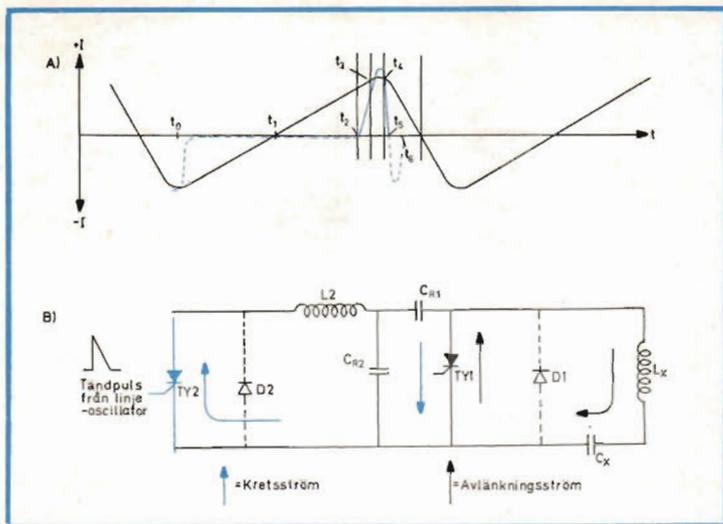 A)
+I
t₀
t₁
t₂
t₃
t₄
t₅
t₆
t
-I
B)
L2
C_R1
C_R2
Tändpuls
från linje
-oscillator
TY2
D2
TY1
D1
L_X
C_X
=Kretsström
=Avlänkningsström